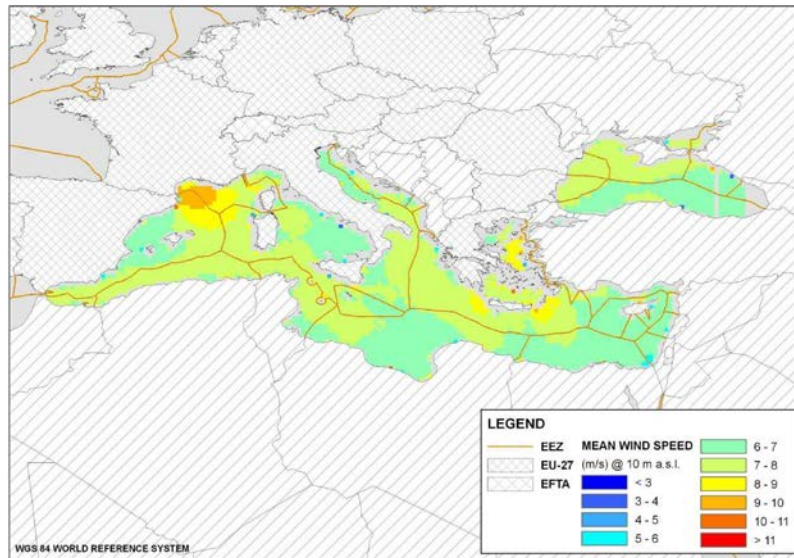 LEGEND
EEZ
EU-27
EFTA
MEAN WIND SPEED
(m/s) @ 10 m a.s.l.
< 3
3 - 4
4 - 5
5 - 6
6 - 7
7 - 8
8 - 9
9 - 10
10 - 11
> 11
WGS 84 WORLD REFERENCE SYSTEM